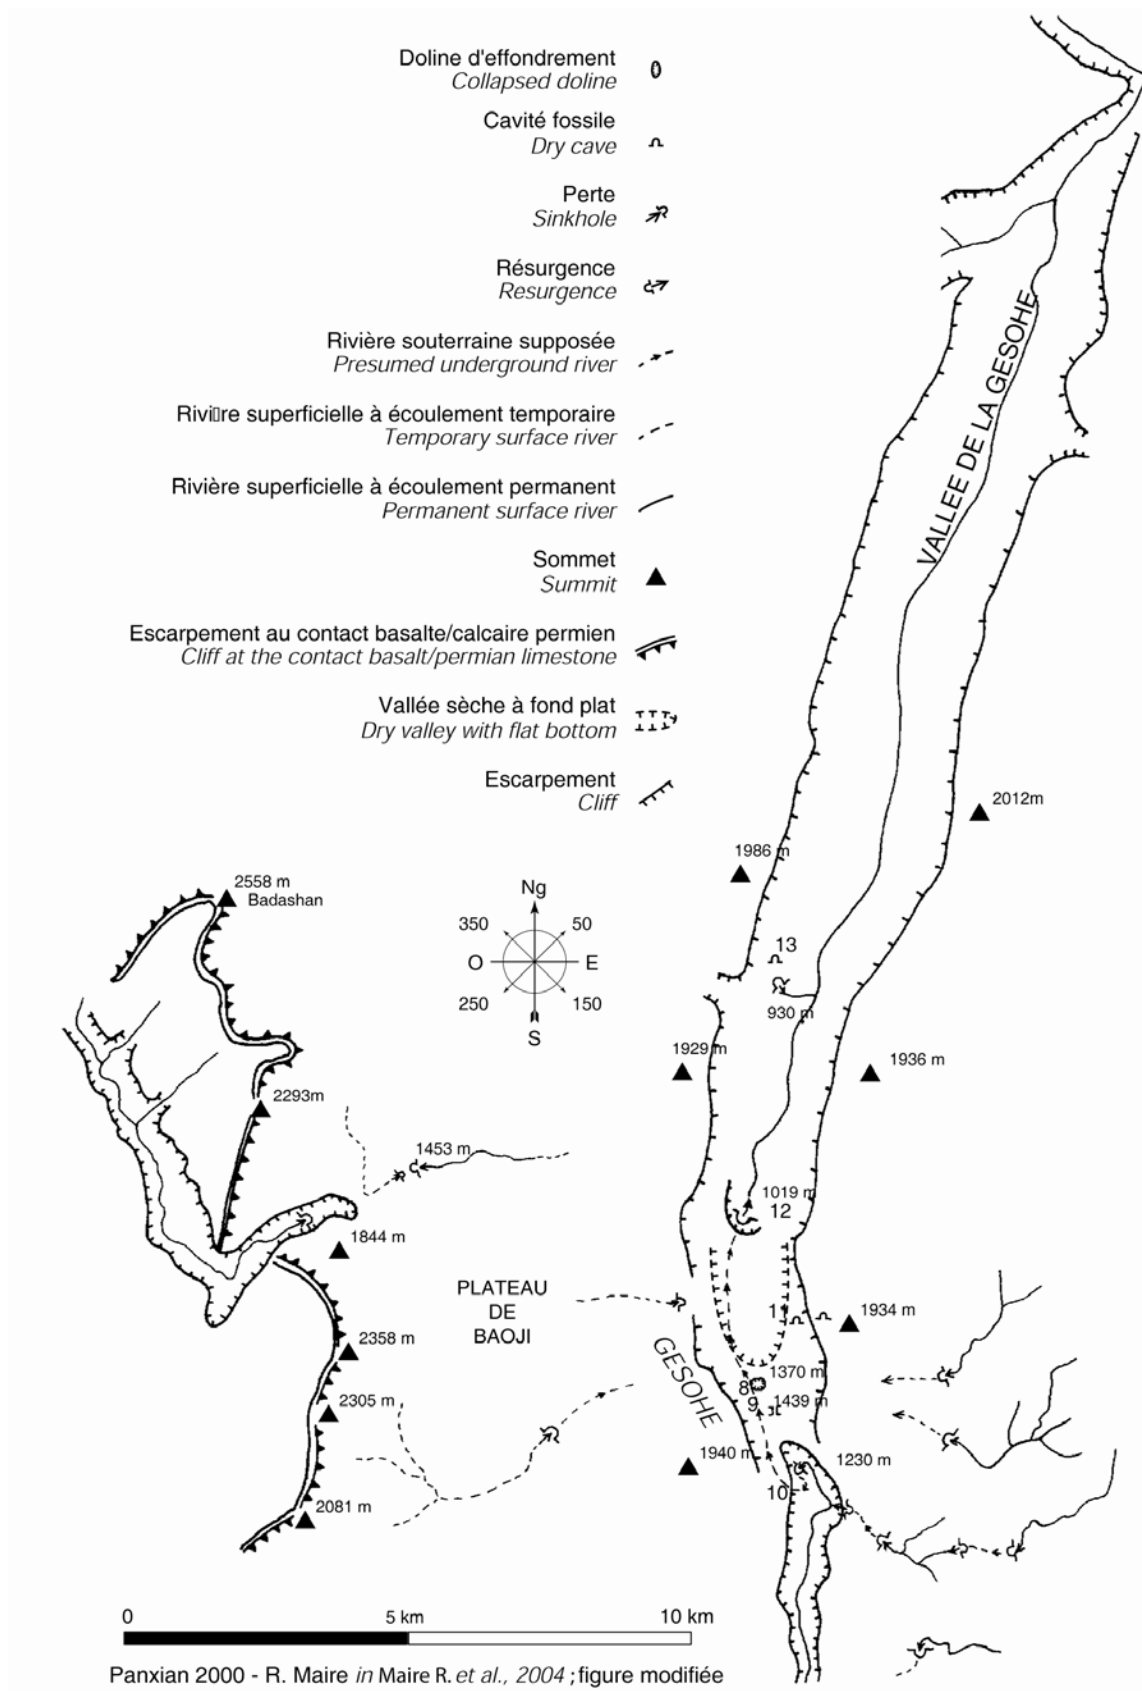 Doline d'effondrement
Collapsed doline
Cavité fossile
Dry cave
Perte
Sinkhole
Résurgence
Resurgence
Rivière souterraine supposée
Presumed underground river
Rivi▯re superficielle à écoulement temporaire
Temporary surface river
Rivière superficielle à écoulement permanent
Permanent surface river
Sommet
Summit
Escarpement au contact basalte/calcaire permien
Cliff at the contact basalt/permian limestone
Vallée sèche à fond plat
Dry valley with flat bottom
Escarpement
Cliff
VALLEE DE LA GESOHE
2012m
1986 m
2558 m
Badashan
Ng
350
50
O
E
250
150
S
13
930 m
1929 m
1936 m
2293m
1453 m
1019 m
12
1844 m
PLATEAU
DE
BAOJI
11
1934 m
2358 m
GESOHE
1370 m
8
9
1439 m
2305 m
1940 m
1230 m
10
2081 m
0
5 km
10 km
Panxian 2000 - R. Maire in Maire R. et al., 2004 ; figure modifiée